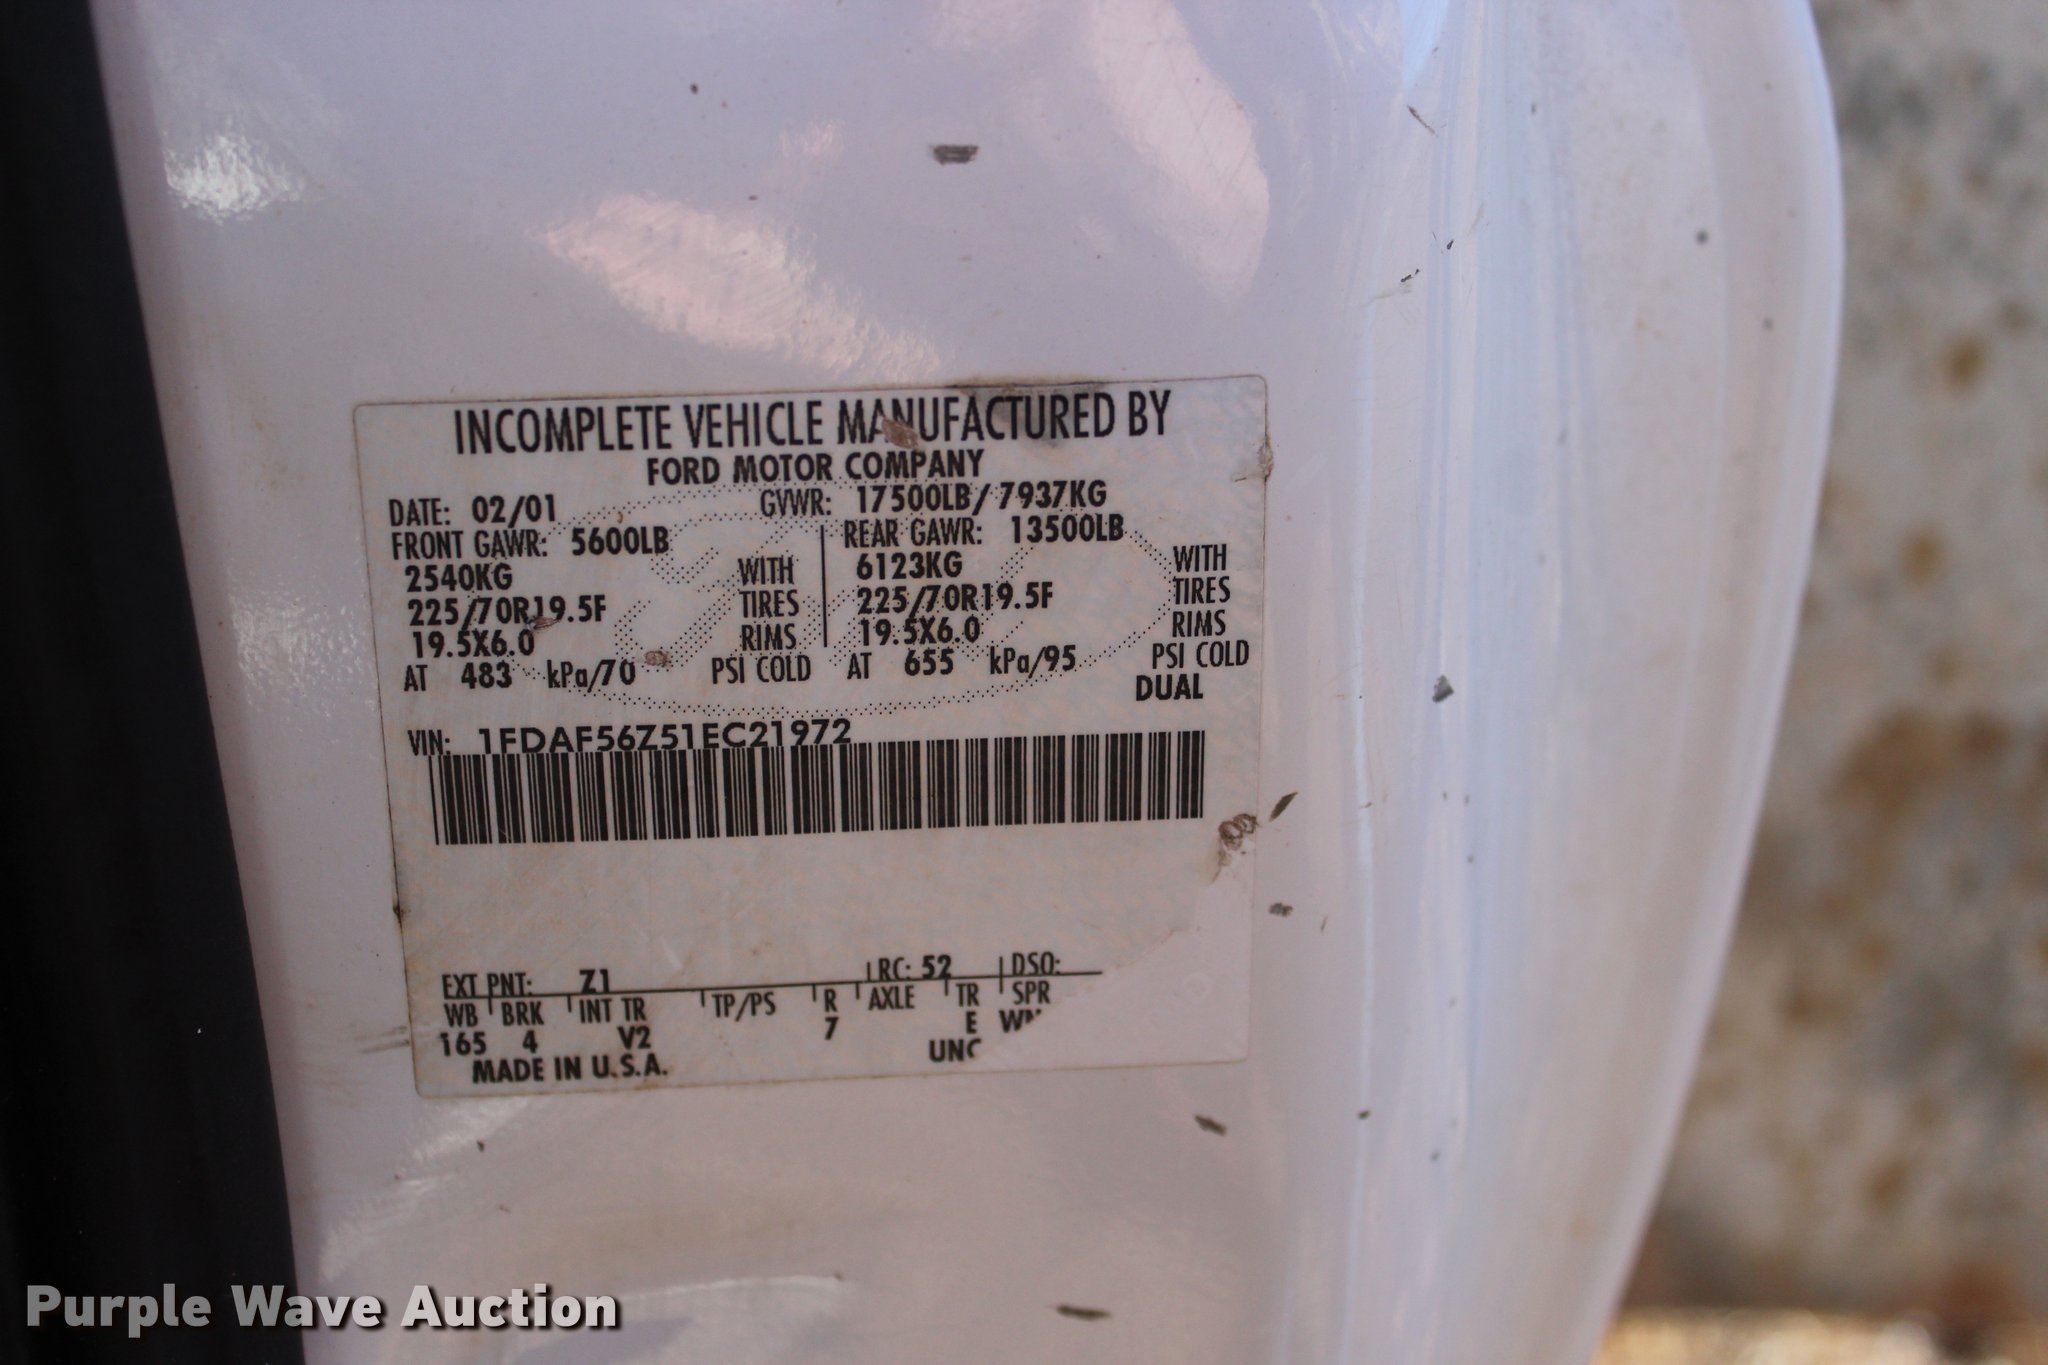 INCOMPLETE VEHICLE MANUFACTURED BY
FORD MOTOR COMPANY
DATE: 02/01 GVWR: 17500LB/ 7937KG
FRONT GAWR: 5600LB REAR GAWR: 13500LB
2540KG WITH 6123KG WITH
225/70R19.5F TIRES 225/70R19.5F TIRES
19.5X6.0 RIMS 19.5X6.0 RIMS
AT 483 kPa/70 PSI COLD AT 655 kPa/95 PSI COLD
DUAL
VIN: 1FDAF56Z51EC21972
EXT PNT: Z1 RC: 52 DSO:
WB BRK INT TR TP/PS R AXLE TR SPR
165 4 V2 7 E
MADE IN U.S.A. UNC
Purple Wave Auction